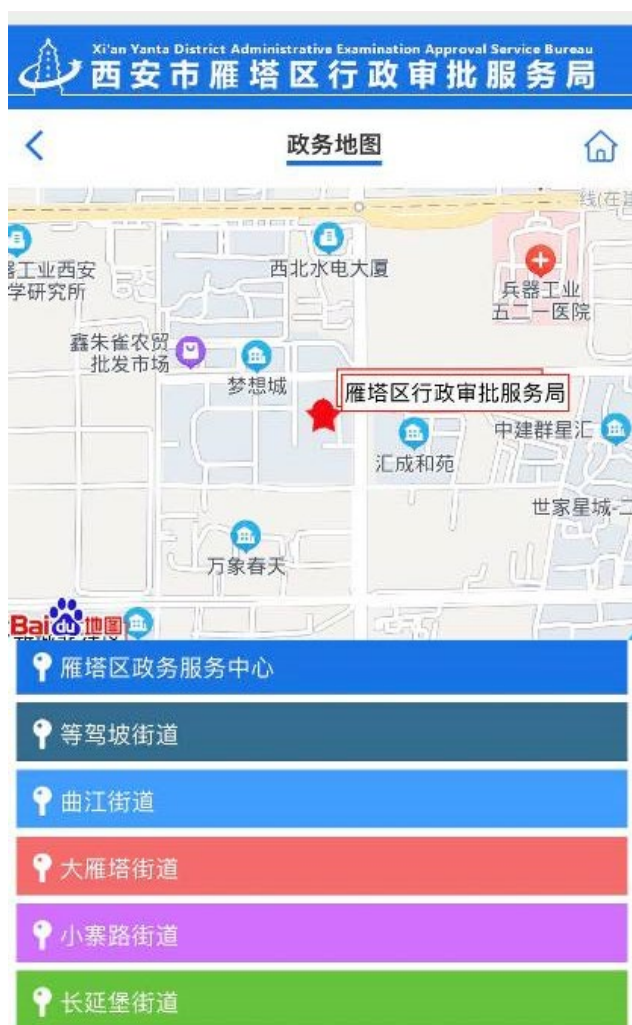 Xi'an Yanta District Administrative Examination Approval Service Bureau
西安市雁塔区行政审批服务局
政务地图
线(在建
器工业西安
学研究所
西北水电大厦
兵器工业
五二一医院
鑫朱雀农贸
批发市场
梦想城
雁塔区行政审批服务局
汇成和苑
中建群星汇
世家星城-二
万象春天
Bai du 地图
雁塔区政务服务中心
等驾坡街道
曲江街道
大雁塔街道
小寨路街道
长延堡街道